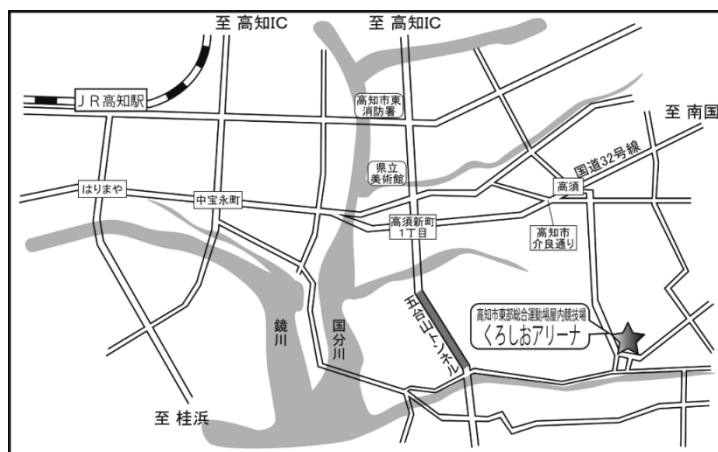 至 高知IC
至 高知IC
JR高知駅
高知市東
消防署
至 南国
国道32号線
県立
美術館
はりまや
中宝永町
高須
高須新町
1丁目
高知市
介良通り
五台山トンネル
高知市東部総合運動場屋内競技場
くろしおアリーナ
鏡川
国分川
至 桂浜